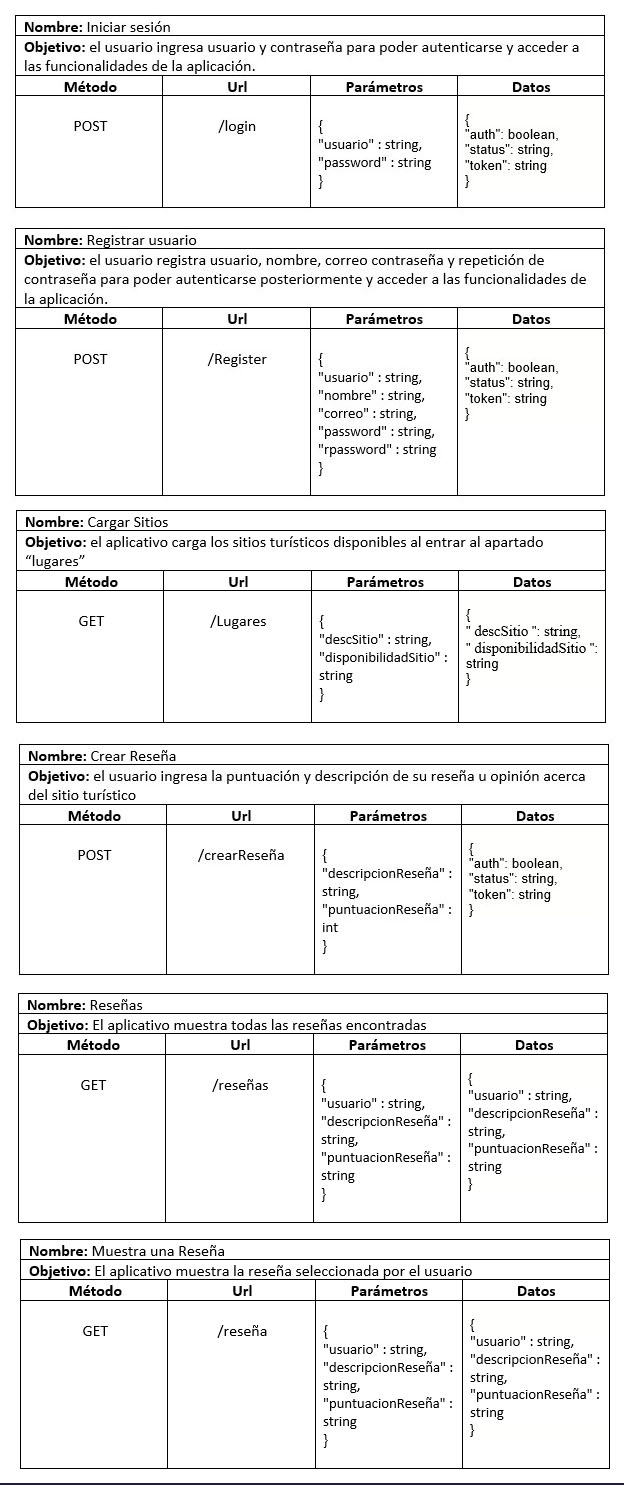 Nombre: Iniciar sesión
Objetivo: el usuario ingresa usuario y contraseña para poder autenticarse y acceder a
las funcionalidades de la aplicación.
Método Url Parámetros Datos
POST /login
{
"usuario" : string,
"password" : string
}
{
"auth": boolean,
"status": string,
"token": string
}
Nombre: Registrar usuario
Objetivo: el usuario registra usuario, nombre, correo contraseña y repetición de
contraseña para poder autenticarse posteriormente y acceder a las funcionalidades de
la aplicación.
Método Url Parámetros Datos
POST /Register
{
"usuario" : string,
"nombre" : string,
"correo" : string,
"password" : string,
"rpassword" : string
}
{
"auth": boolean,
"status": string,
"token": string
}
Nombre: Cargar Sitios
Objetivo: el aplicativo carga los sitios turísticos disponibles al entrar al apartado
“lugares”
Método Url Parámetros Datos
GET /Lugares
{
"descSitio" : string,
"disponibilidadSitio" :
string
}
{
" descSitio ": string,
" disponibilidadSitio ":
string
}
Nombre: Crear Reseña
Objetivo: el usuario ingresa la puntuación y descripción de su reseña u opinión acerca
del sitio turístico
Método Url Parámetros Datos
POST /crearReseña
{
"descripcionReseña" :
string,
"puntuacionReseña" :
int
}
{
"auth": boolean,
"status": string,
"token": string
}
Nombre: Reseñas
Objetivo: El aplicativo muestra todas las reseñas encontradas
Método Url Parámetros Datos
GET /reseñas
{
"usuario" : string,
"descripcionReseña" :
string,
"puntuacionReseña" :
string
}
{
"usuario" : string,
"descripcionReseña" :
string,
"puntuacionReseña" :
string
}
Nombre: Muestra una Reseña
Objetivo: El aplicativo muestra la reseña seleccionada por el usuario
Método Url Parámetros Datos
GET /reseña
{
"usuario" : string,
"descripcionReseña" :
string,
"puntuacionReseña" :
string
}
{
"usuario" : string,
"descripcionReseña" :
string,
"puntuacionReseña" :
string
}